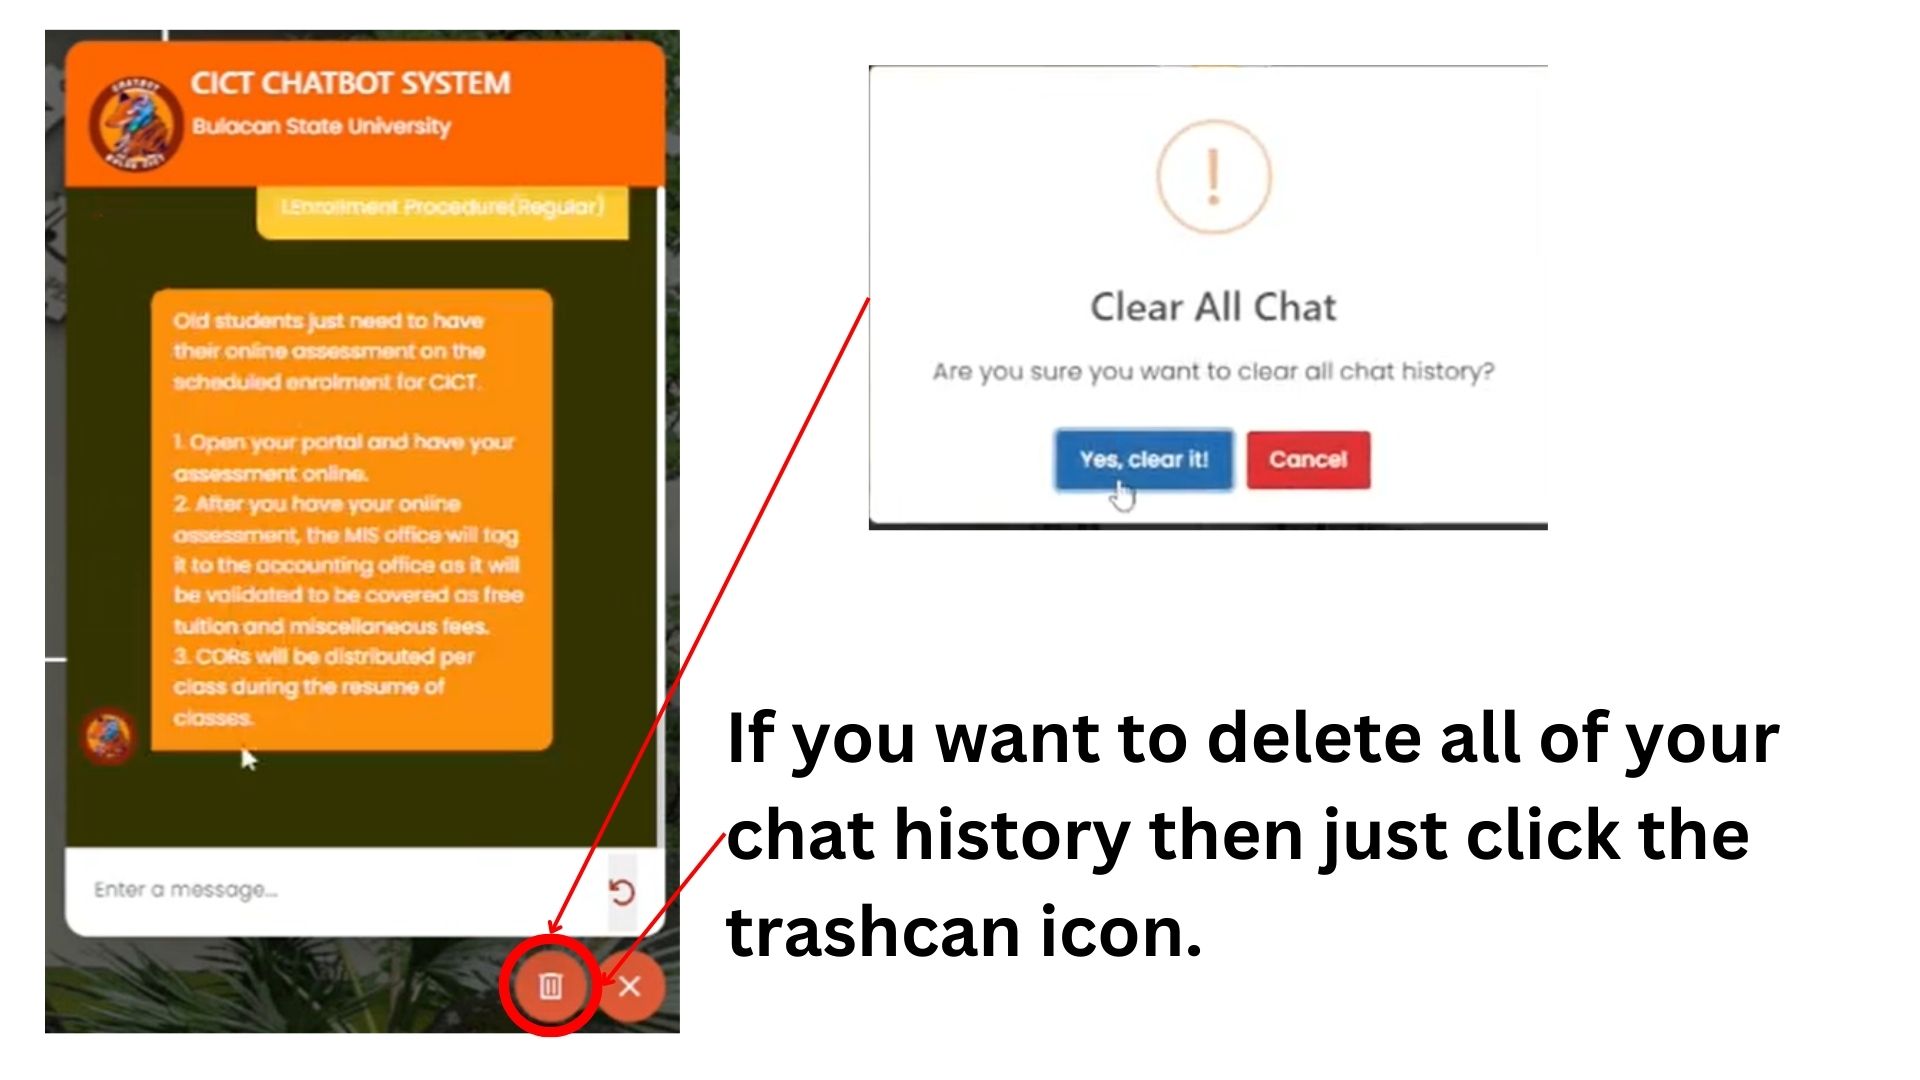 CICT CHATBOT SYSTEM
Bulacan State University
1.Enrollment Procedure(Regular)
Old students just need to have
their online assessment on the
scheduled enrolment for CICT.
1. Open your portal and have your
assessment online.
2. After you have your online
assessment, the MIS office will tag
it to the accounting office as it will
be validated to be covered as free
tuition and miscellaneous fees.
3. CORs will be distributed per
class during the resume of
classes.
Enter a message...
Clear All Chat
Are you sure you want to clear all chat history?
Yes, clear it!
Cancel
If you want to delete all of your
chat history then just click the
trashcan icon.